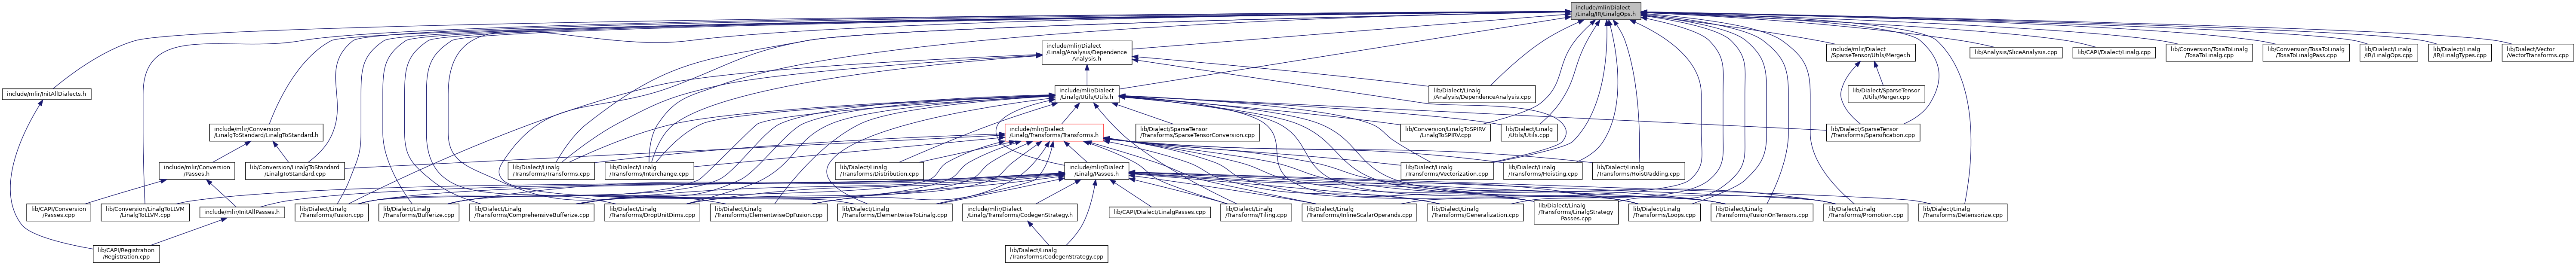 include/mlir/Dialect
/Linalg/IR/LinalgOps.h
include/mlir/Dialect
/Linalg/Analysis/Dependence
Analysis.h
include/mlir/Dialect
/SparseTensor/Utils/Merger.h
lib/Analysis/SliceAnalysis.cpp
lib/CAPI/Dialect/Linalg.cpp
lib/Conversion/TosaToLinalg
/TosaToLinalg.cpp
lib/Conversion/TosaToLinalg
/TosaToLinalgPass.cpp
lib/Dialect/Linalg
/IR/LinalgOps.cpp
lib/Dialect/Linalg
/IR/LinalgTypes.cpp
lib/Dialect/Vector
/VectorTransforms.cpp
include/mlir/InitAllDialects.h
include/mlir/Dialect
/Linalg/Utils/Utils.h
lib/Dialect/Linalg
/Analysis/DependenceAnalysis.cpp
lib/Dialect/SparseTensor
/Utils/Merger.cpp
include/mlir/Conversion
/LinalgToStandard/LinalgToStandard.h
include/mlir/Dialect
/Linalg/Transforms/Transforms.h
lib/Dialect/SparseTensor
/Transforms/SparseTensorConversion.cpp
lib/Conversion/LinalgToSPIRV
/LinalgToSPIRV.cpp
lib/Dialect/Linalg
/Utils/Utils.cpp
lib/Dialect/SparseTensor
/Transforms/Sparsification.cpp
include/mlir/Conversion
/Passes.h
lib/Conversion/LinalgToStandard
/LinalgToStandard.cpp
lib/Dialect/Linalg
/Transforms/Transforms.cpp
lib/Dialect/Linalg
/Transforms/Interchange.cpp
lib/Dialect/Linalg
/Transforms/Distribution.cpp
include/mlir/Dialect
/Linalg/Passes.h
lib/Dialect/Linalg
/Transforms/Vectorization.cpp
lib/Dialect/Linalg
/Transforms/Hoisting.cpp
lib/Dialect/Linalg
/Transforms/HoistPadding.cpp
lib/CAPI/Conversion
/Passes.cpp
lib/Conversion/LinalgToLLVM
/LinalgToLLVM.cpp
include/mlir/InitAllPasses.h
lib/Dialect/Linalg
/Transforms/Fusion.cpp
lib/Dialect/Linalg
/Transforms/Bufferize.cpp
lib/Dialect/Linalg
/Transforms/ComprehensiveBufferize.cpp
lib/Dialect/Linalg
/Transforms/DropUnitDims.cpp
lib/Dialect/Linalg
/Transforms/ElementwiseOpFusion.cpp
lib/Dialect/Linalg
/Transforms/ElementwiseToLinalg.cpp
include/mlir/Dialect
/Linalg/Transforms/CodegenStrategy.h
lib/CAPI/Dialect/LinalgPasses.cpp
lib/Dialect/Linalg
/Transforms/Tiling.cpp
lib/Dialect/Linalg
/Transforms/InlineScalarOperands.cpp
lib/Dialect/Linalg
/Transforms/Generalization.cpp
lib/Dialect/Linalg
/Transforms/LinalgStrategy
Passes.cpp
lib/Dialect/Linalg
/Transforms/Loops.cpp
lib/Dialect/Linalg
/Transforms/FusionOnTensors.cpp
lib/Dialect/Linalg
/Transforms/Promotion.cpp
lib/Dialect/Linalg
/Transforms/Detensorize.cpp
lib/CAPI/Registration
/Registration.cpp
lib/Dialect/Linalg
/Transforms/CodegenStrategy.cpp